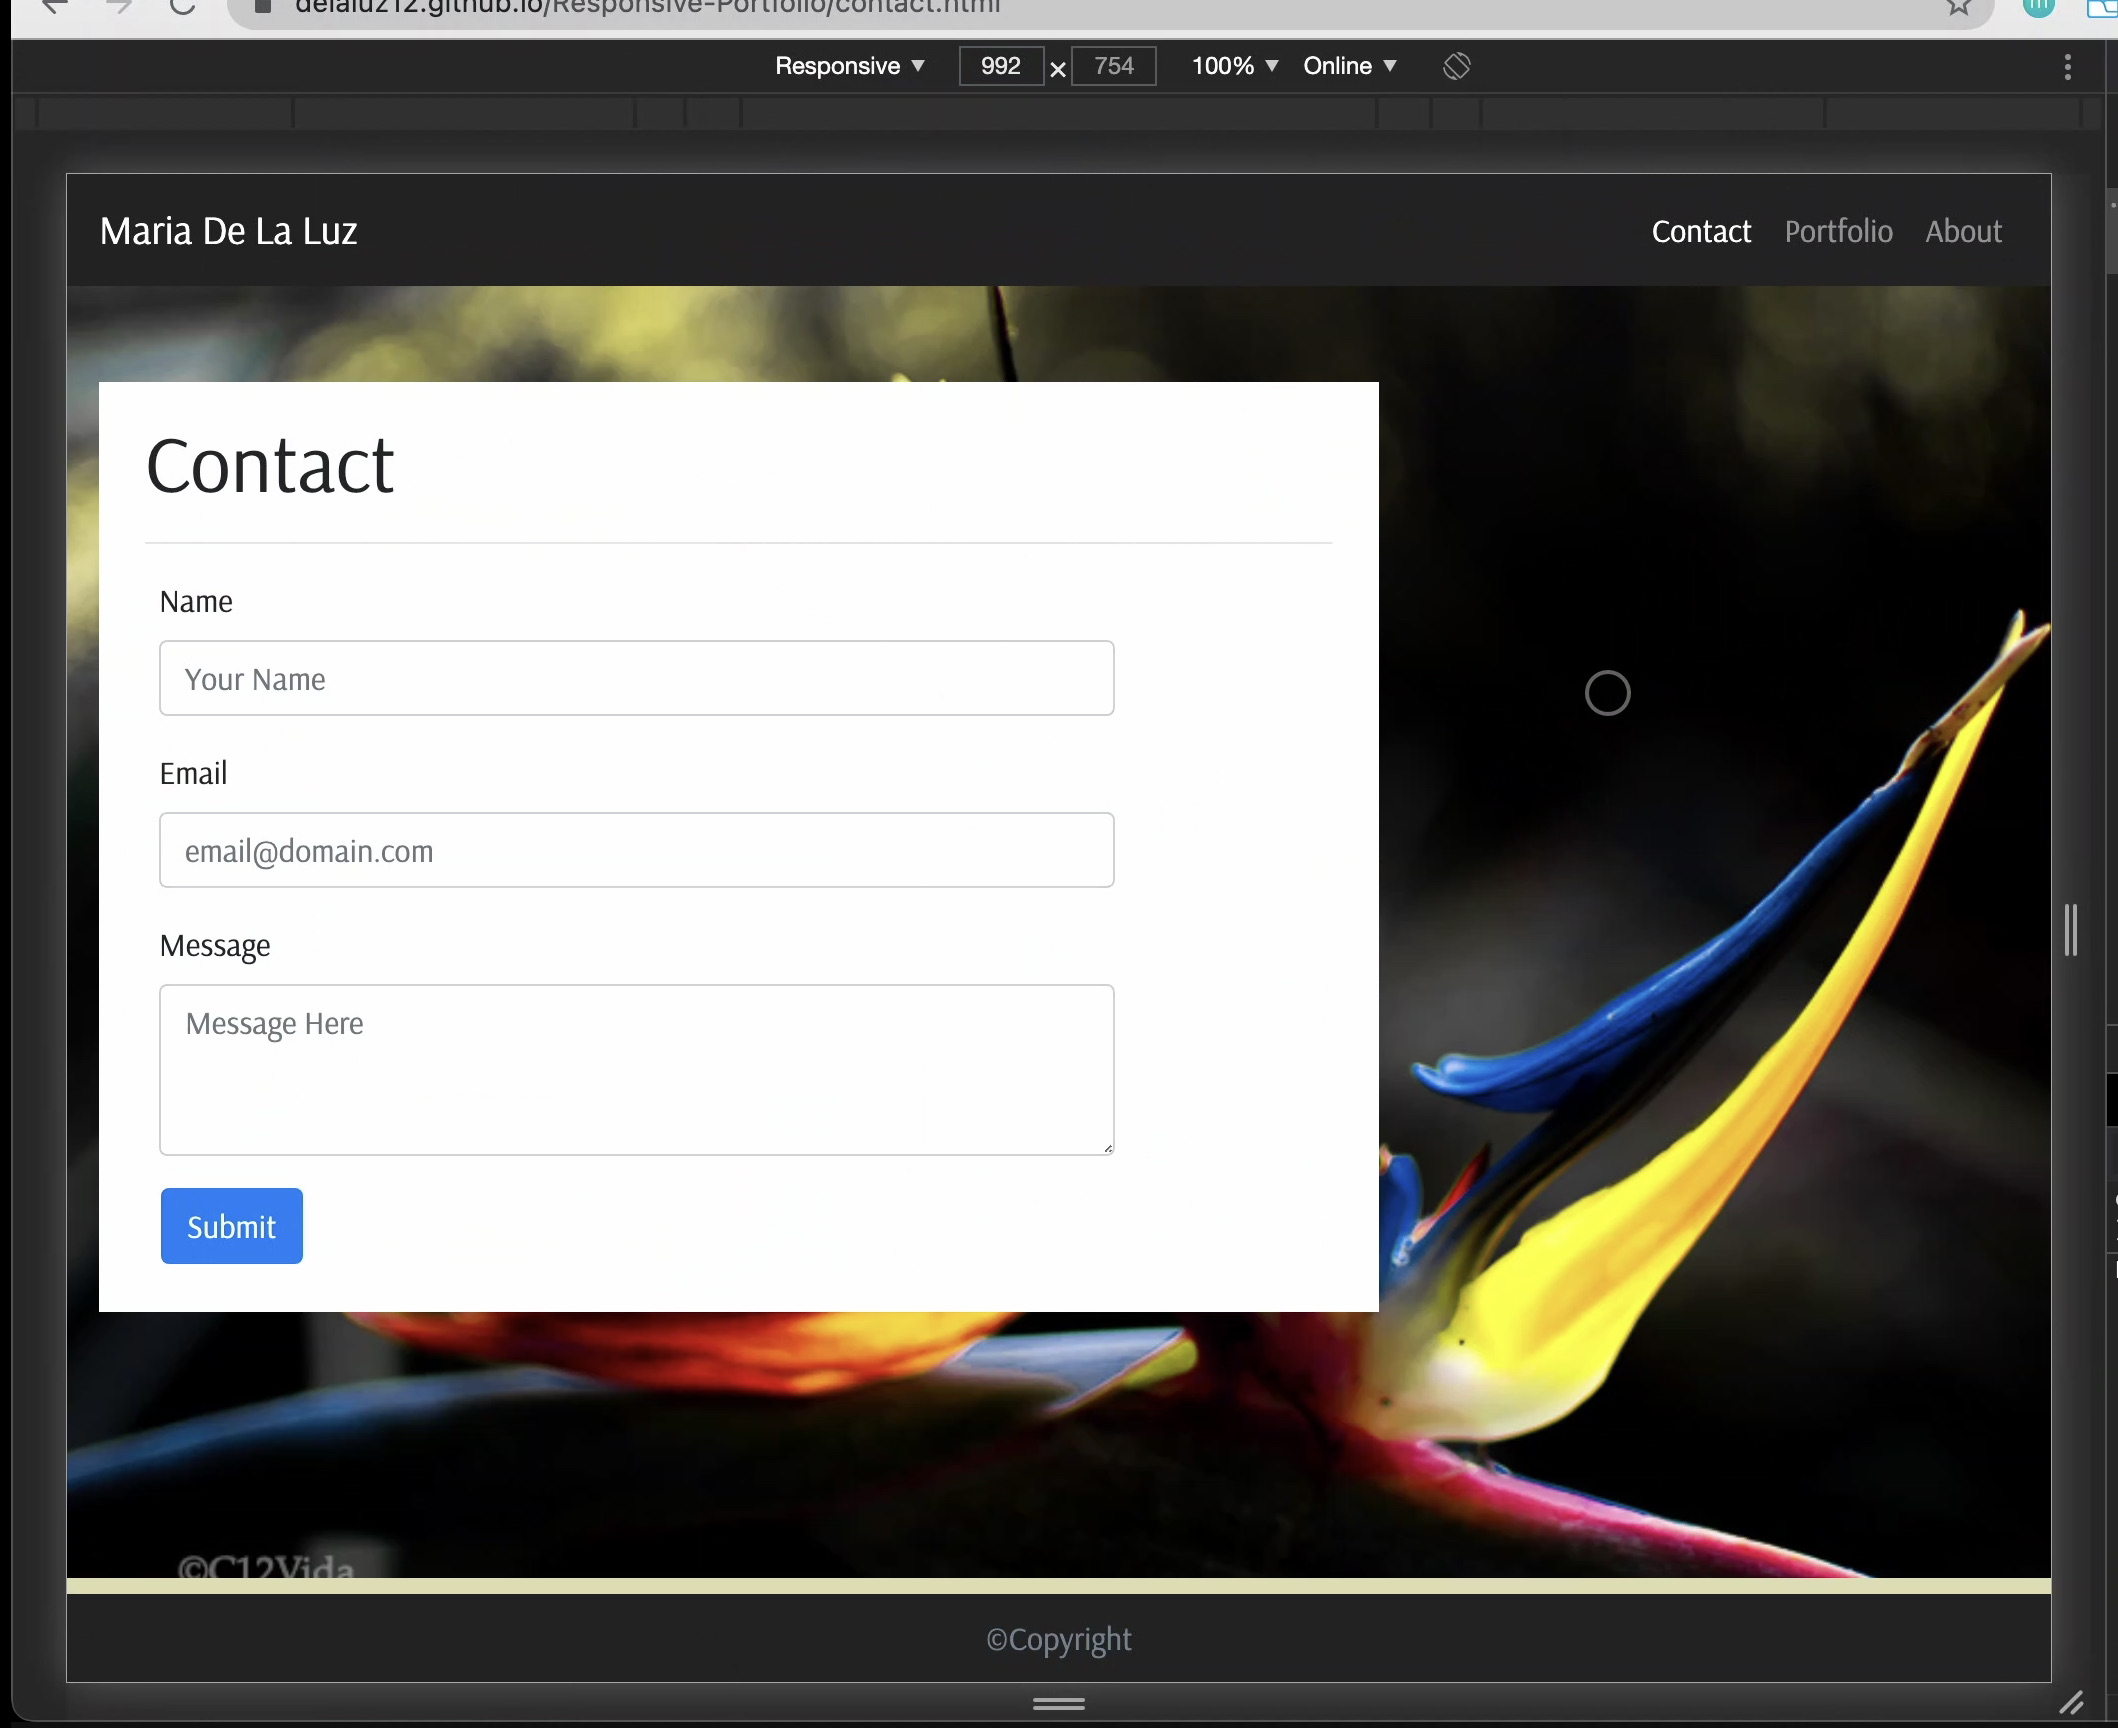 delaluz12.github.io/Responsive-Portfolio/contact.html
Responsive 992 × 754 100% Online
Maria De La Luz Contact Portfolio About
Contact
Name
Your Name
Email
email@domain.com
Message
Message Here
Submit
©C12Vida
©Copyright